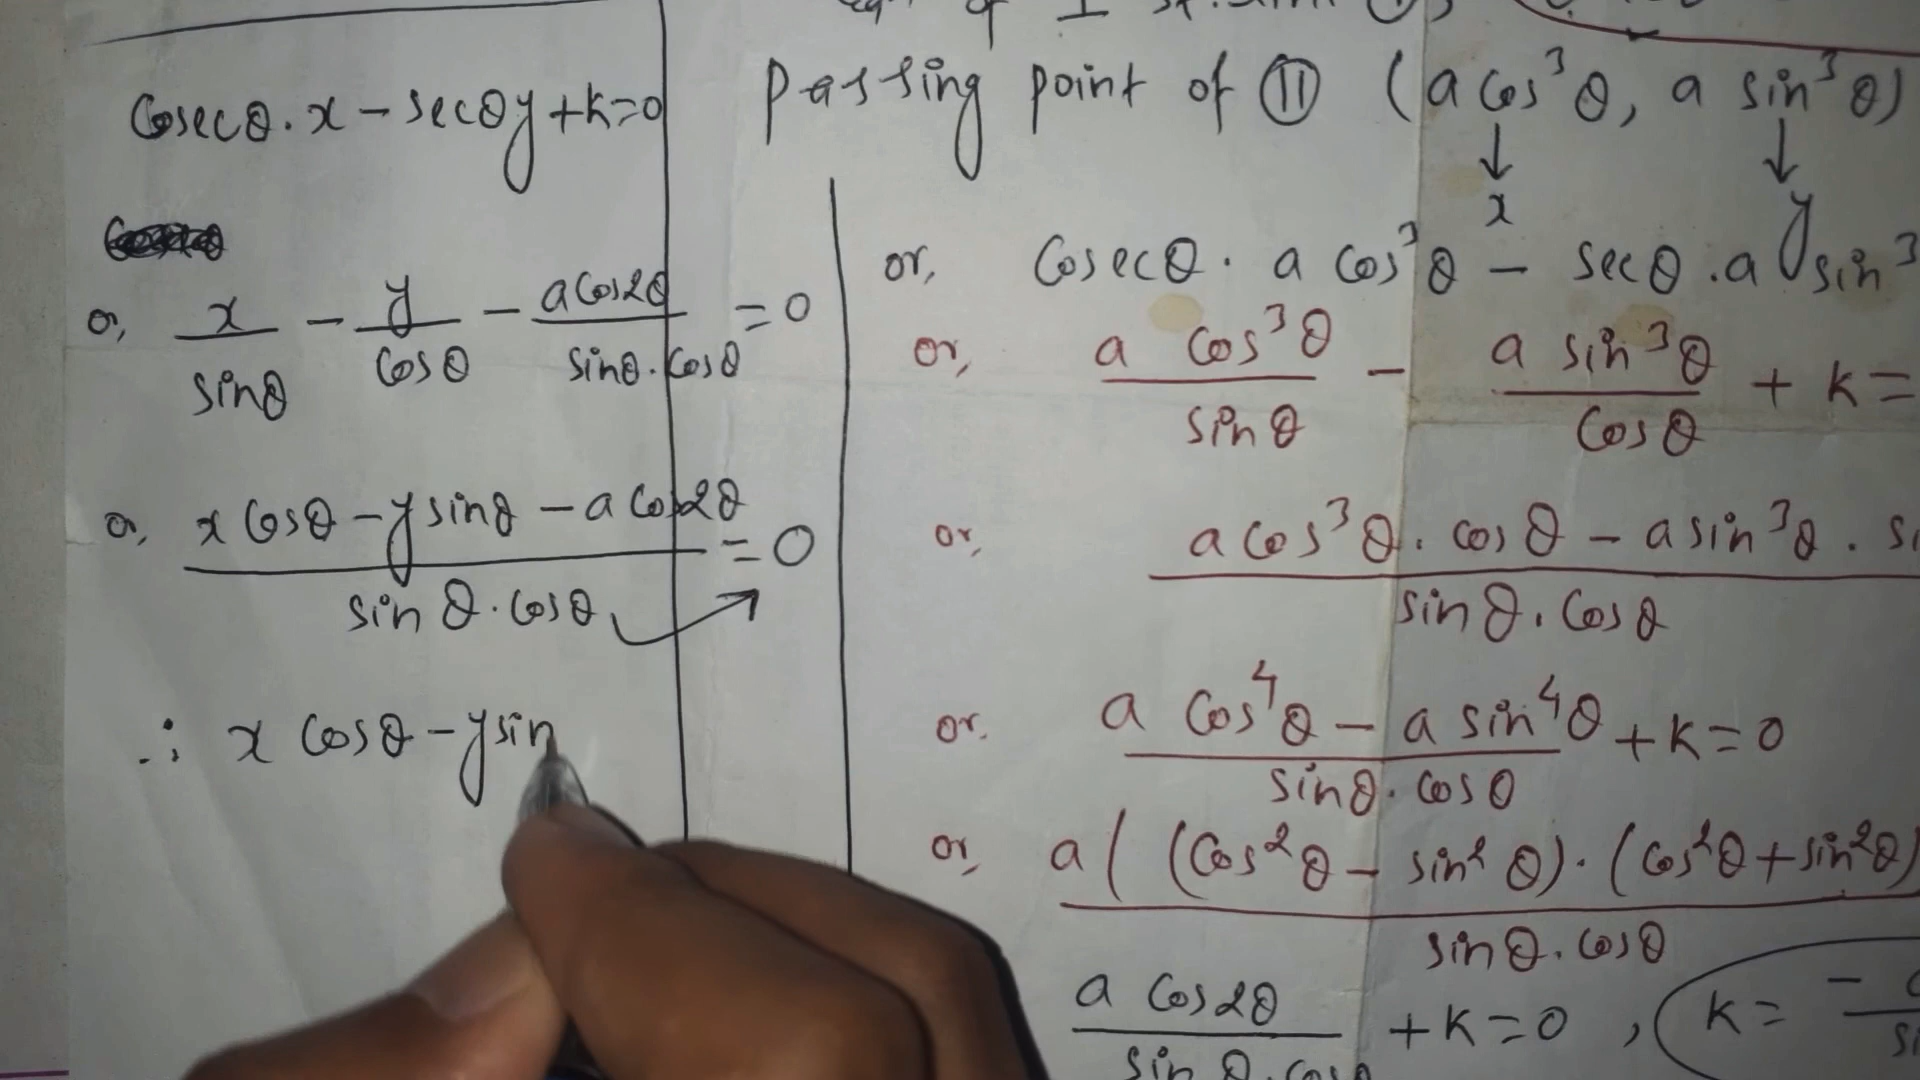 Cosecθ.x - secθy + k=0
or, x/sinθ - y/cosθ - a cos2θ/sinθ.cosθ = 0
or, x cosθ - y sinθ - a cos2θ/sinθ.cosθ = 0
∴ x cosθ - y sin
Passing point of (II) (a cos³θ, a sin³θ)
↓ ↓
x y
or, Cosecθ. a cos³θ - secθ.a sin³
or, a cos³θ/sinθ - a sin³θ/cosθ + k =
or, a cos³θ.cosθ - a sin³θ.si/sinθ.cosθ
or. a cos⁴θ - a sin⁴θ/sinθ.cosθ + k = 0
or, a((cos²θ - sin²θ).(cos²θ + sin²θ)/sinθ.cosθ
a cos2θ/sinθ.cosθ + k = 0, k = -